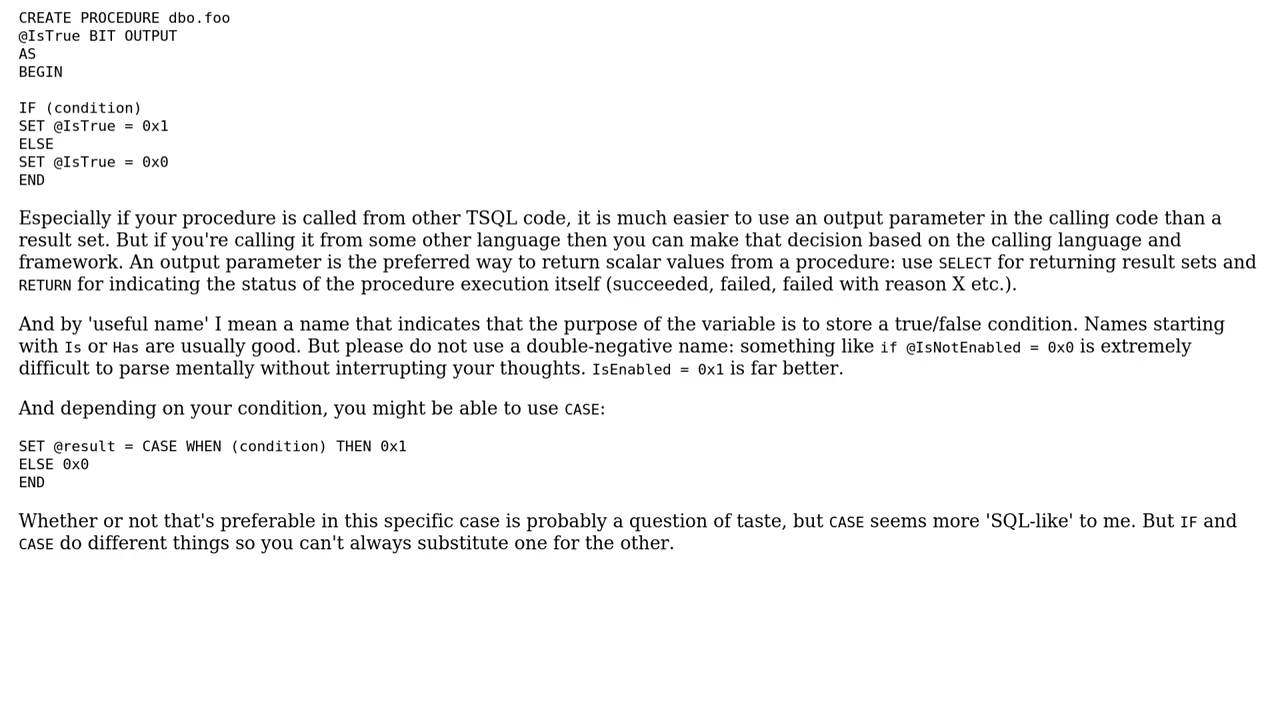 CREATE PROCEDURE dbo.foo
@IsTrue BIT OUTPUT
AS
BEGIN
IF (condition)
SET @IsTrue = 0x1
ELSE
SET @IsTrue = 0x0
END
Especially if your procedure is called from other TSQL code, it is much easier to use an output parameter in the calling code than a
result set. But if you're calling it from some other language then you can make that decision based on the calling language and
framework. An output parameter is the preferred way to return scalar values from a procedure: use SELECT for returning result sets and
RETURN for indicating the status of the procedure execution itself (succeeded, failed, failed with reason X etc.).
And by 'useful name' I mean a name that indicates that the purpose of the variable is to store a true/false condition. Names starting
with Is or Has are usually good. But please do not use a double-negative name: something like if @IsNotEnabled = 0x0 is extremely
difficult to parse mentally without interrupting your thoughts. IsEnabled = 0x1 is far better.
And depending on your condition, you might be able to use CASE:
SET @result = CASE WHEN (condition) THEN 0x1
ELSE 0x0
END
Whether or not that's preferable in this specific case is probably a question of taste, but CASE seems more 'SQL-like' to me. But IF and
CASE do different things so you can't always substitute one for the other.